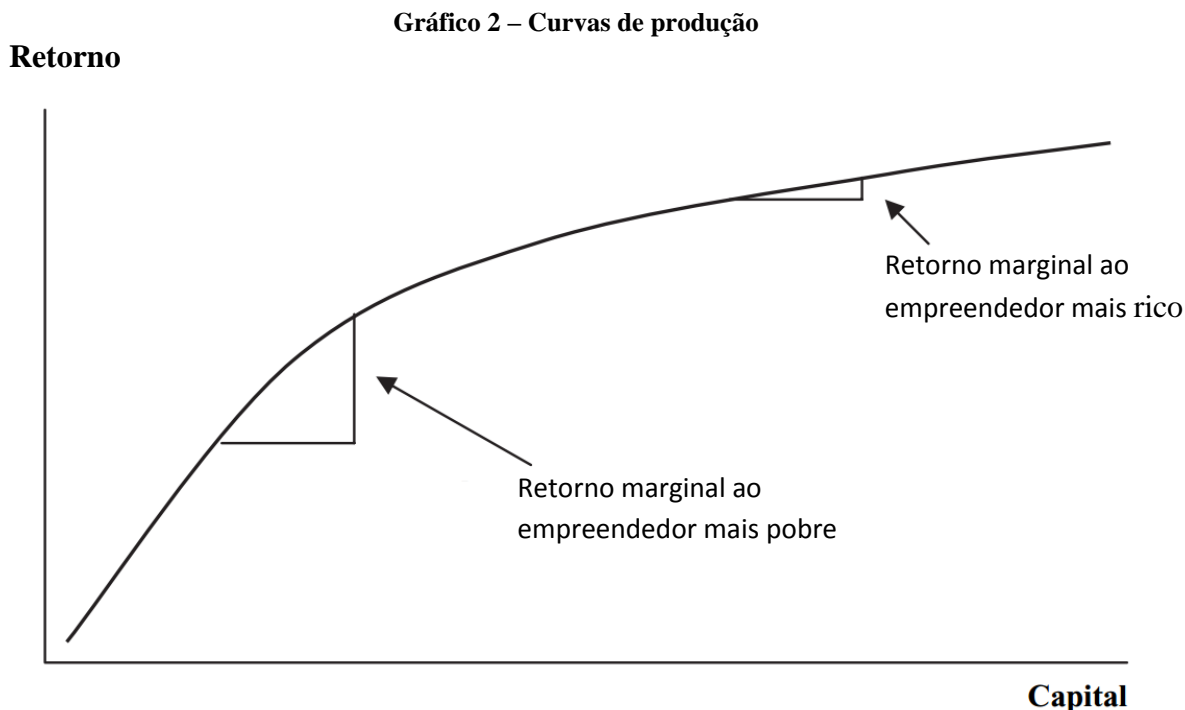 Gráfico 2 – Curvas de produção
Retorno
Retorno marginal ao
empreendedor mais rico
Retorno marginal ao
empreendedor mais pobre
Capital